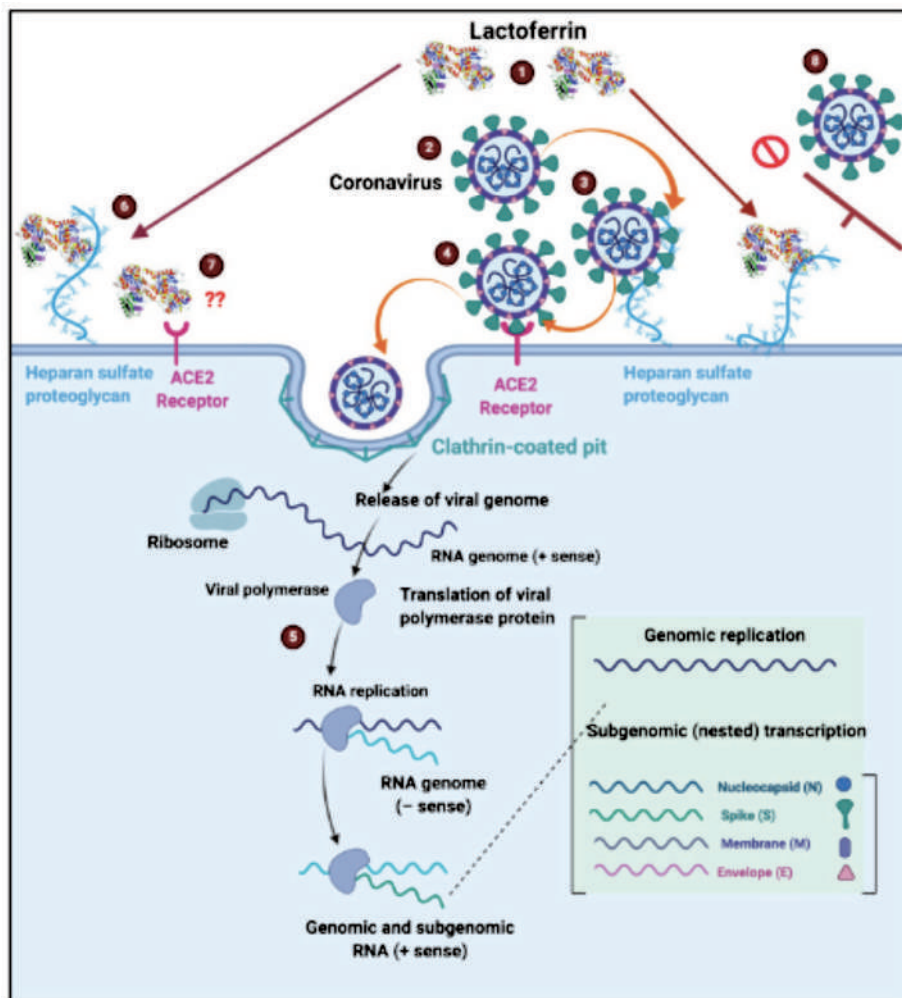 Lactoferrin
1
8
2
Coronavirus
3
6
4
7
??
Heparan sulfate
proteoglycan
ACE2
Receptor
ACE2
Receptor
Heparan sulfate
proteoglycan
Clathrin-coated pit
Release of viral genome
Ribosome
RNA genome (+ sense)
Viral polymerase
Translation of viral
polymerase protein
5
RNA replication
RNA genome
(– sense)
Genomic and subgenomic
RNA (+ sense)
Genomic replication
Subgenomic (nested) transcription
Nucleocapsid (N)
Spike (S)
Membrane (M)
Envelope (E)